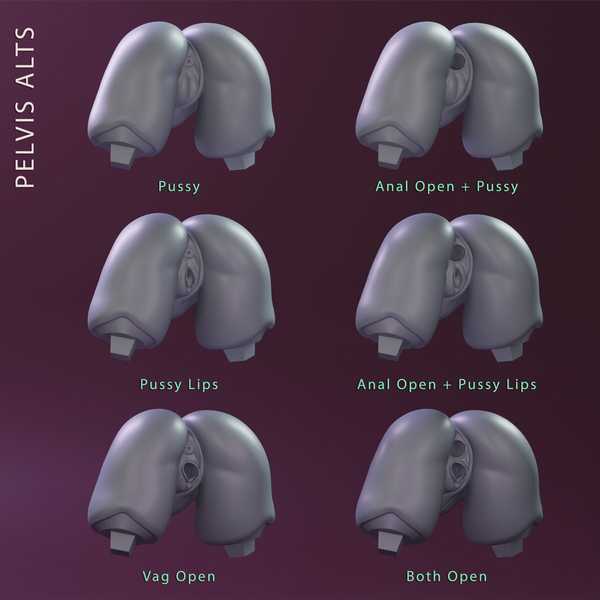 PELVIS ALTS
Pussy
Anal Open + Pussy
Pussy Lips
Anal Open + Pussy Lips
Vag Open
Both Open